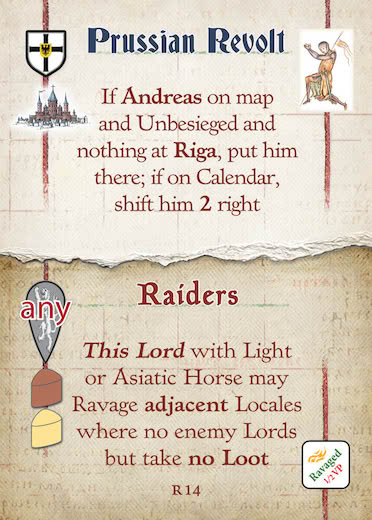 Prussian Revolt
If Andreas on map
and Unbesieged and
nothing at Riga, put him
there; if on Calendar,
shift him 2 right
Raiders
any
This Lord with Light
or Asiatic Horse may
Ravage adjacent Locales
where no enemy Lords
but take no Loot
Ravaged
1/2VP
R14